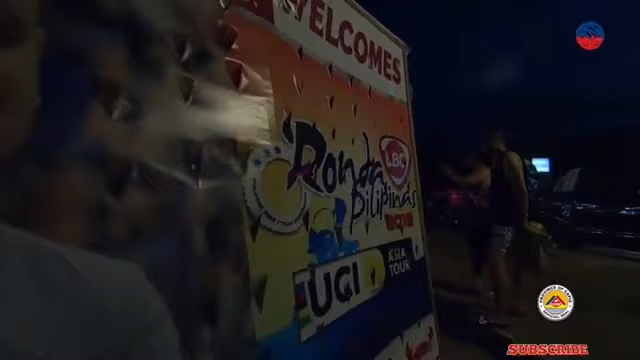 WELCOMES
LBC
Ronda
Pilipinas
UCI
ASIA
TOUR
SUBSCRIBE